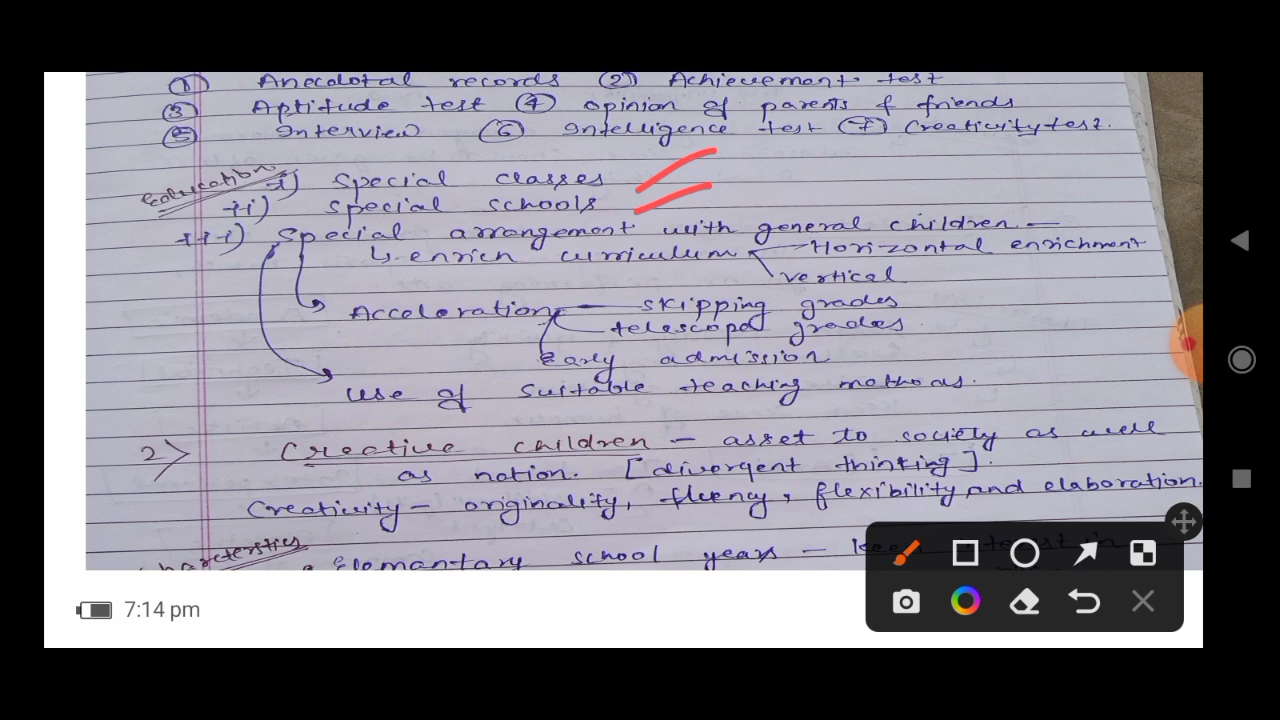 ① Anecdotal records ② Achievement test
③ Aptitude test ④ opinion of parents & friends
⑤ Interview ⑥ Intelligence test ⑦ Creativity test.
Education i) special classes
ii) special schools
iii) special arrangement with general children –
↳ enrich curriculum Horizontal enrichment
vertical
Acceleration – skipping grades
telescopd grades
Early admission
Use of suitable teaching methods.
2> Creative children – asset to society as well
as nation. [divergent thinking].
Creativity – originality, fluency, flexibility and elaboration.
Characterstics
Elemantary school years –
7:14 pm